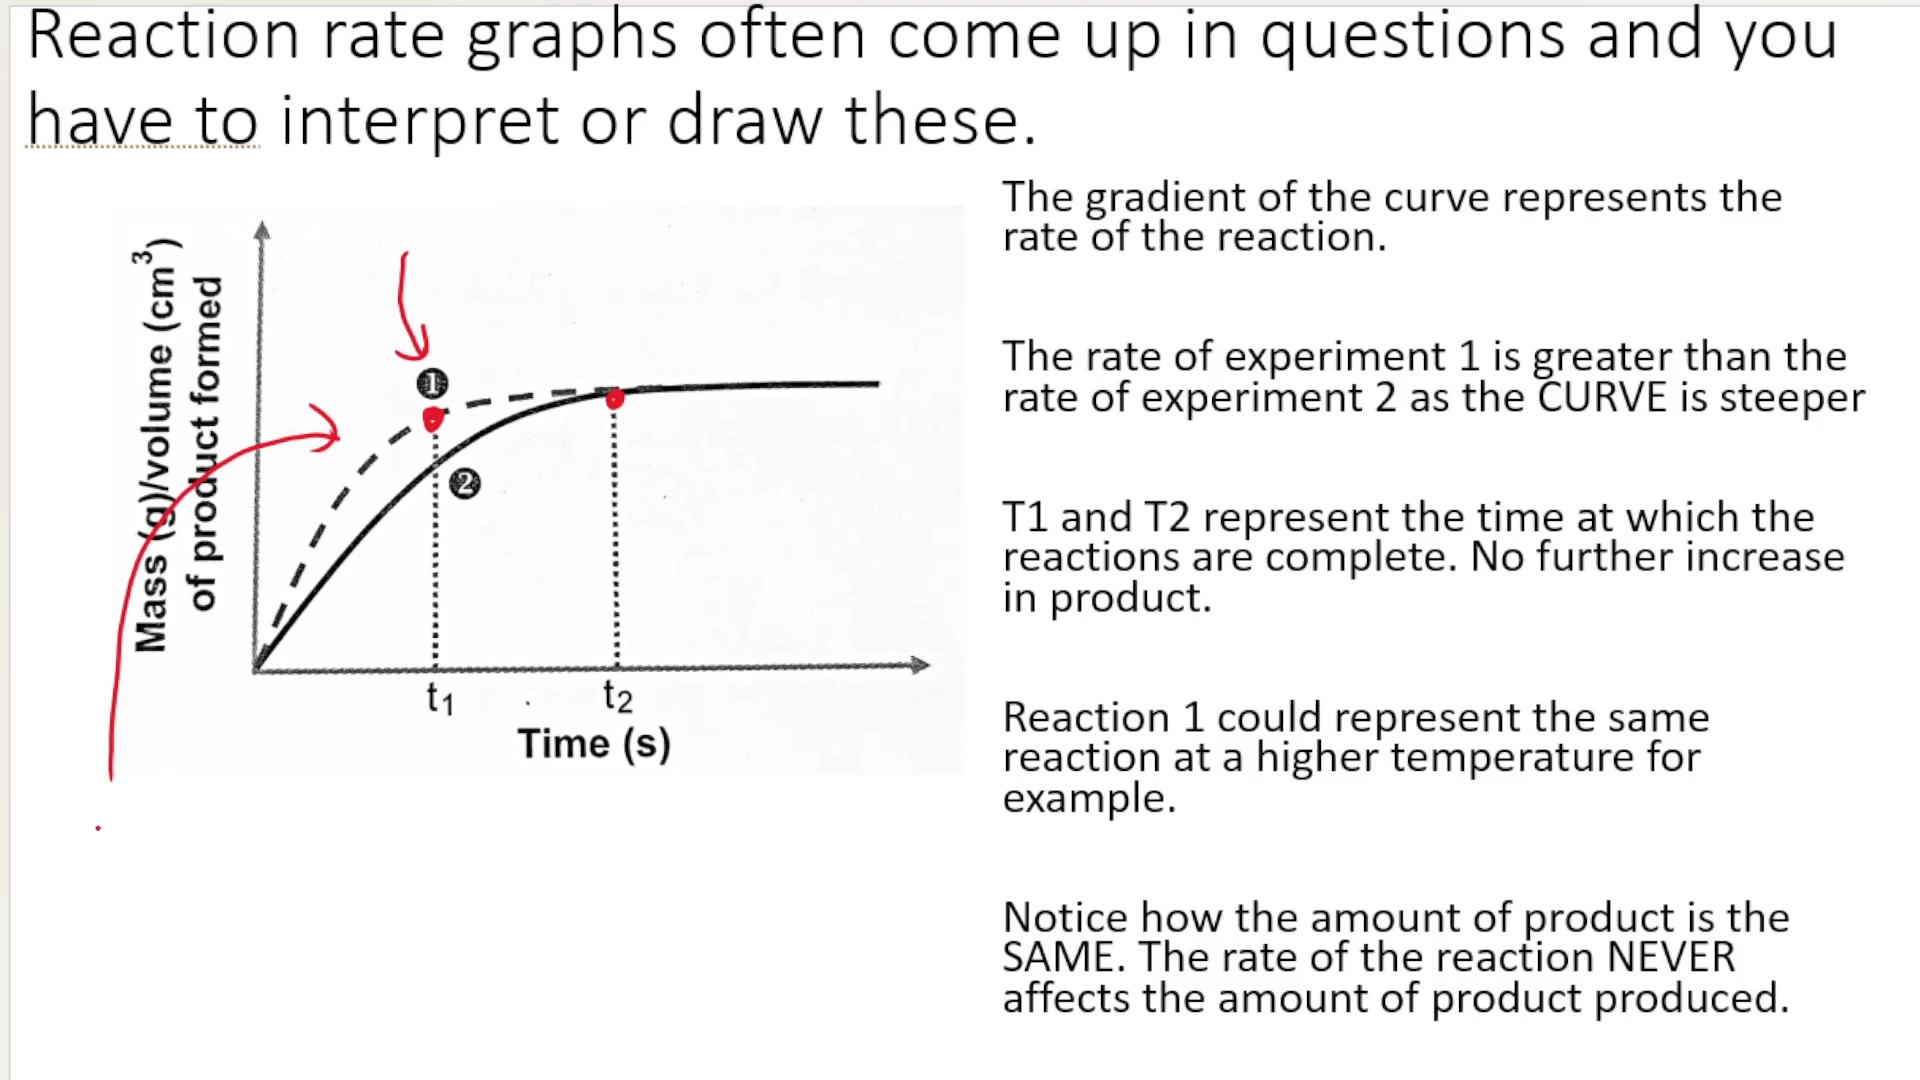 Reaction rate graphs often come up in questions and you
have to interpret or draw these.
Mass (g)/volume (cm³)
of product formed
❶
❷
t₁
t₂
Time (s)
The gradient of the curve represents the
rate of the reaction.
The rate of experiment 1 is greater than the
rate of experiment 2 as the CURVE is steeper
T1 and T2 represent the time at which the
reactions are complete. No further increase
in product.
Reaction 1 could represent the same
reaction at a higher temperature for
example.
Notice how the amount of product is the
SAME. The rate of the reaction NEVER
affects the amount of product produced.